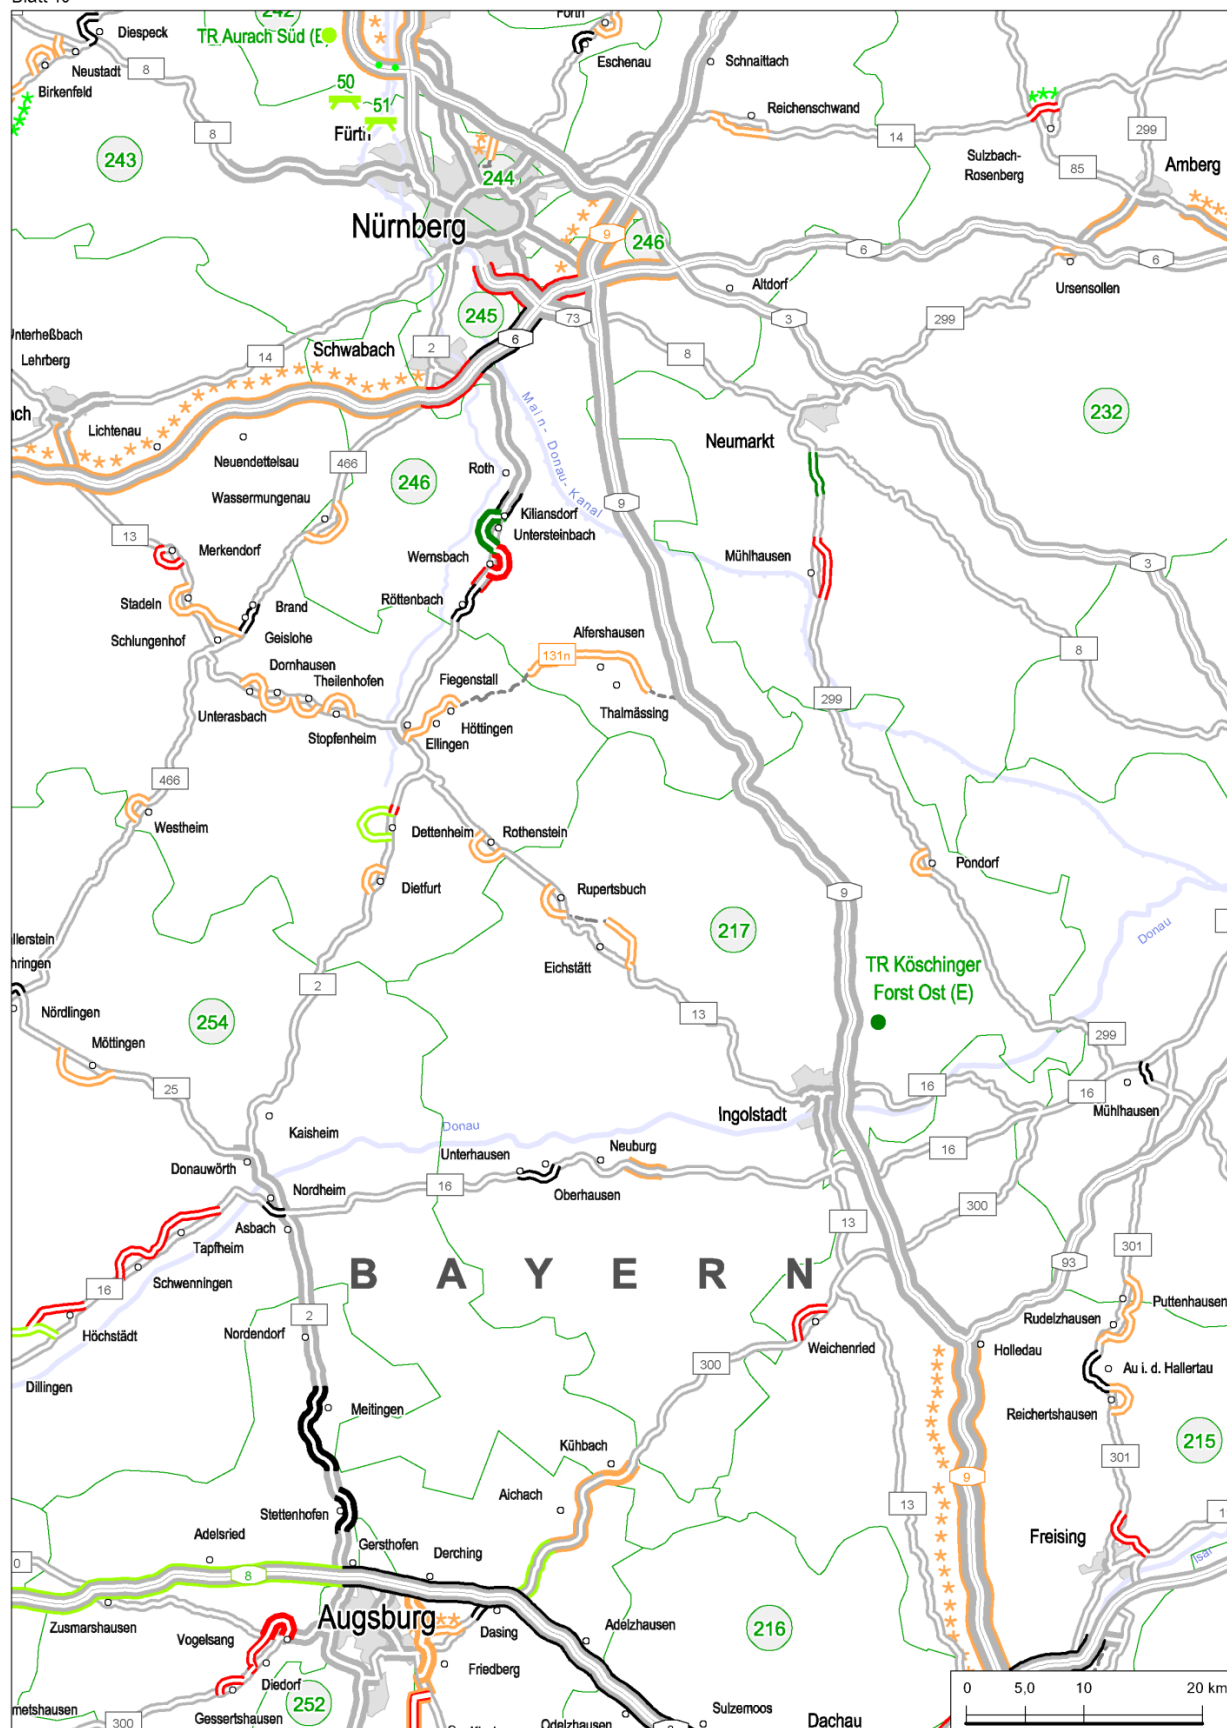 242
Diespeck
TR Aurach Süd (E)
Forth
Eschenau
Schnaittach
8
Neustadt
Birkenfeld
50
51
Reichenschwand
Fürth
8
14
299
243
Sulzbach-
Rosenberg
85
Amberg
244
Nürnberg
9
246
6
6
Altdorf
Ursensollen
245
73
3
299
6
Unterheßbach
Lehrberg
14
Schwabach
2
8
Main-Donau-Kanal
232
Lichtenau
Neumarkt
Neuendettelsau
466
Roth
246
Wassermungenau
9
Kiliansdorf
Untersteinbach
13
Merkendorf
Wernsbach
Mühlhausen
3
Stadeln
Brand
Röttenbach
Schlungenhof
Geislohe
Alfershausen
8
131n
Dornhausen
Theilenhofen
Fiegenstall
Unterasbach
Höttingen
Thalmässing
299
Stopfenheim
Ellingen
466
Westheim
Dettenheim
Rothenstein
Pondorf
Dietfurt
Rupertsbuch
9
217
Donau
Eichstätt
TR Köschinger
Forst Ost (E)
2
Nördlingen
254
13
Möttingen
299
25
16
16
Mühlhausen
Ingolstadt
Kaisheim
Donau
Unterhausen
Neuburg
16
Donauwörth
Nordheim
16
Oberhausen
300
13
Asbach
Tapfheim
301
BAYERN
93
Schwenningen
16
Puttenhausen
2
Rudelzhausen
Höchstädt
Nordendorf
Weichenried
Holledau
300
Au i. d. Hallertau
Dillingen
Meitingen
Reichertshausen
Kühbach
215
301
9
Aichach
13
Stettenhofen
Freising
Adelsried
Gersthofen
Derching
Isar
8
Zusmarshausen
Augsburg
Vogelsang
Dasing
Adelzhausen
216
Friedberg
Diedorf
252
Gessertshausen
300
Sulzemoos
Odelzhausen
Dachau
0
5,0
10
20 km